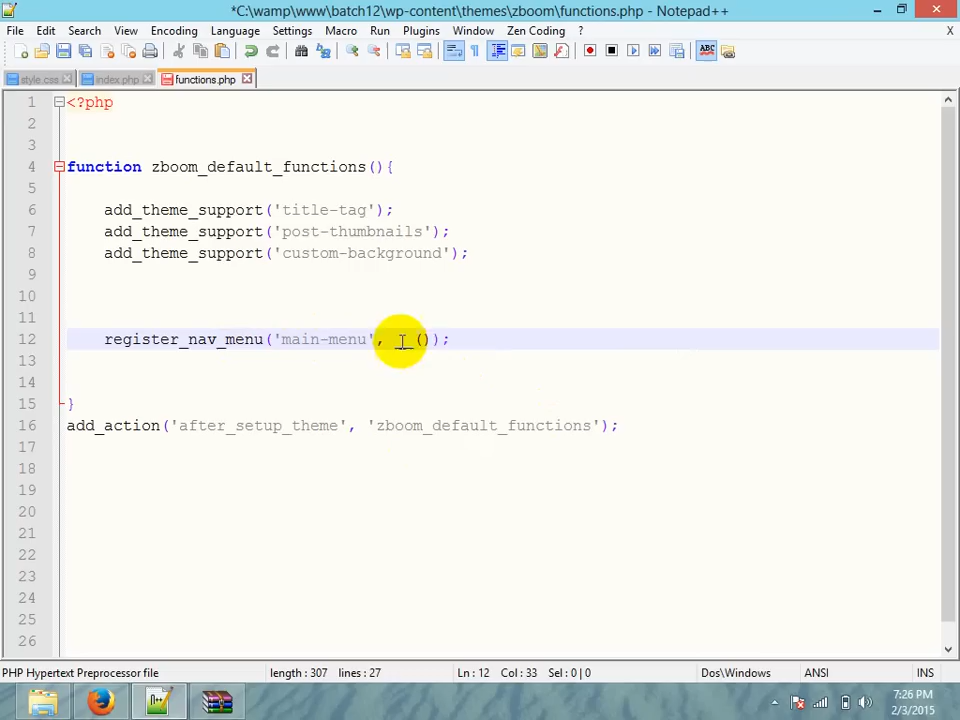 *C:\wamp\www\batch12\wp-content\themes\zboom\functions.php - Notepad++
File Edit Search View Encoding Language Settings Macro Run Plugins Window Zen Coding ? X
style.css index.php functions.php
1 <?php
2
3
4 function zboom_default_functions(){
5
6 add_theme_support('title-tag');
7 add_theme_support('post-thumbnails');
8 add_theme_support('custom-background');
9
10
11
12 register_nav_menu('main-menu', __());
13
14
15 }
16 add_action('after_setup_theme', 'zboom_default_functions');
17
18
19
20
21
22
23
24
25
26
PHP Hypertext Preprocessor file length : 307 lines : 27 Ln : 12 Col : 33 Sel : 0 | 0 Dos\Windows ANSI INS
7:26 PM
2/3/2015